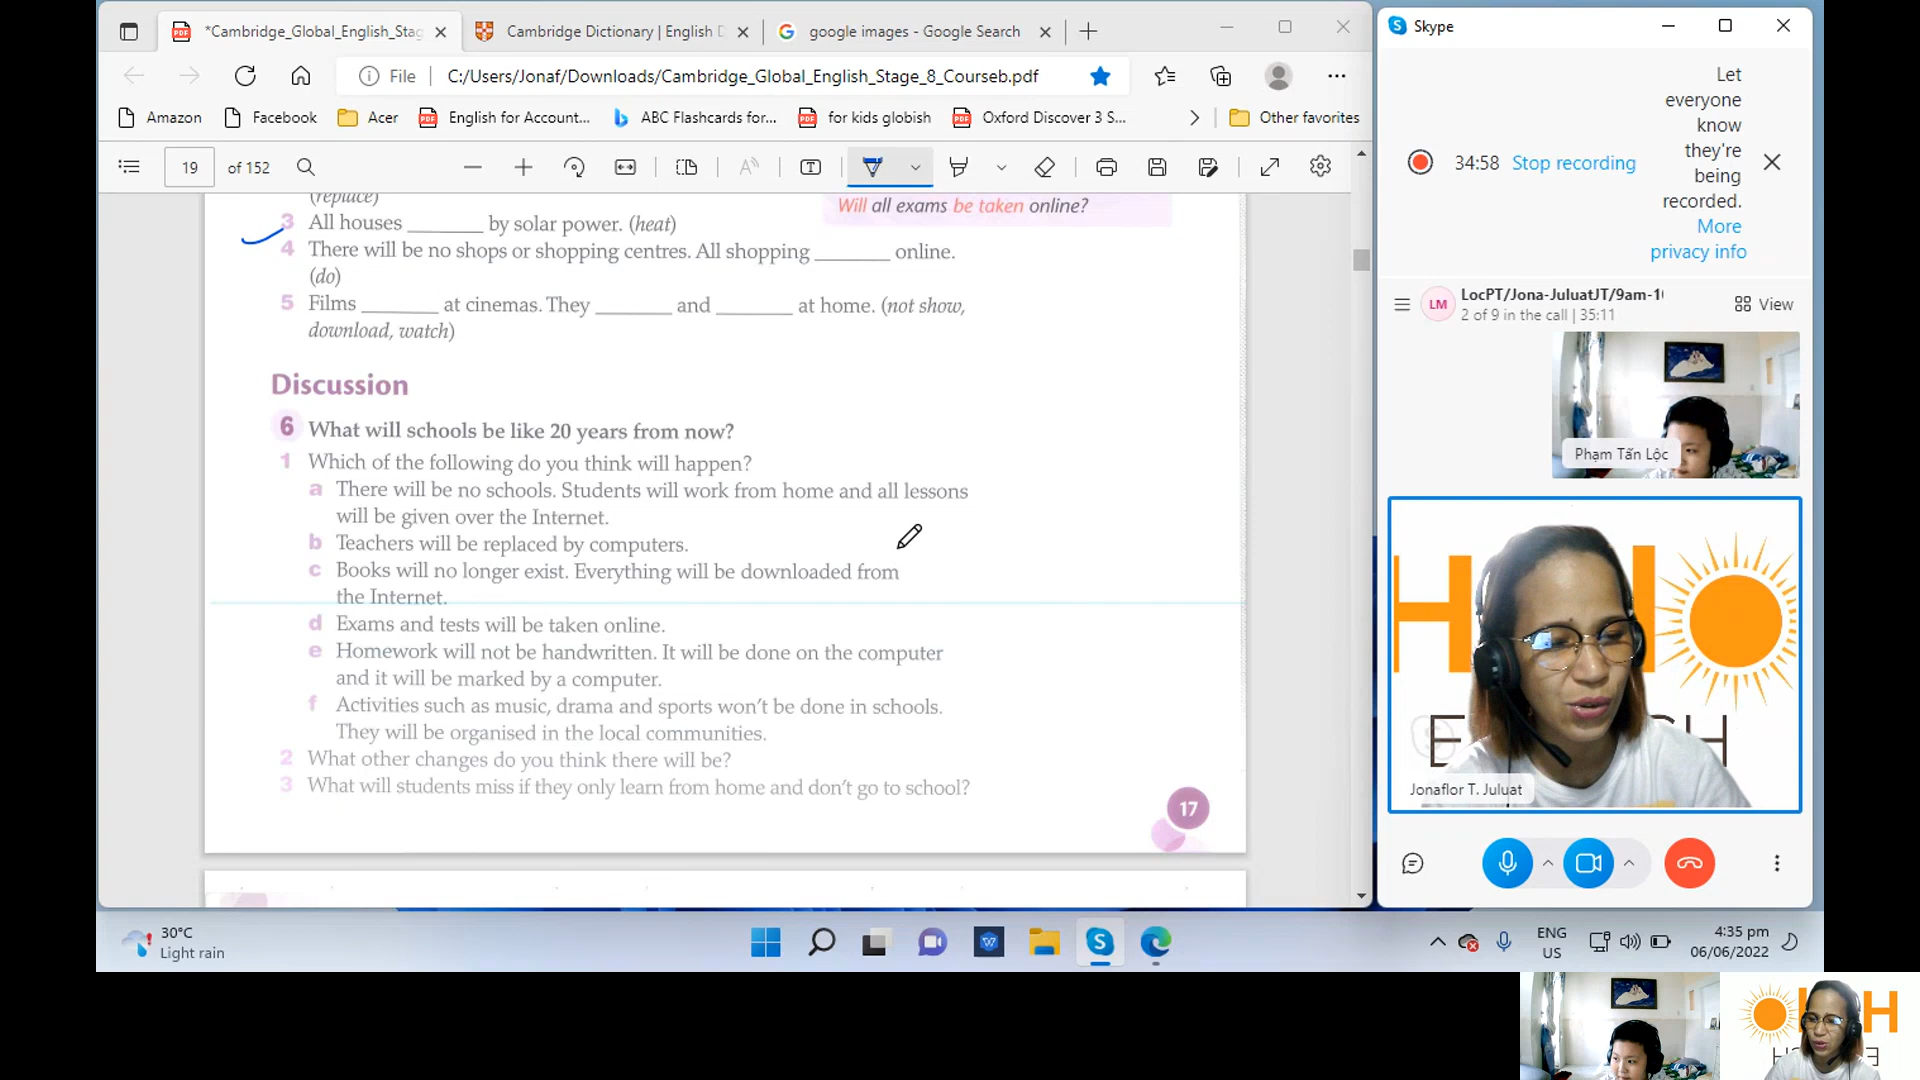 *Cambridge_Global_English_Stag
Cambridge Dictionary | English D
google images - Google Search
File
C:/Users/Jonaf/Downloads/Cambridge_Global_English_Stage_8_Courseb.pdf
Amazon
Facebook
Acer
English for Account...
ABC Flashcards for...
for kids globish
Oxford Discover 3 S...
Other favorites
19 of 152
(replace)
Will all exams be taken online?
3 All houses ________ by solar power. (heat)
4 There will be no shops or shopping centres. All shopping ________ online.
(do)
5 Films ________ at cinemas. They ________ and ________ at home. (not show,
download, watch)
Discussion
6 What will schools be like 20 years from now?
1 Which of the following do you think will happen?
a There will be no schools. Students will work from home and all lessons
will be given over the Internet.
b Teachers will be replaced by computers.
c Books will no longer exist. Everything will be downloaded from
the Internet.
d Exams and tests will be taken online.
e Homework will not be handwritten. It will be done on the computer
and it will be marked by a computer.
f Activities such as music, drama and sports won't be done in schools.
They will be organised in the local communities.
2 What other changes do you think there will be?
3 What will students miss if they only learn from home and don't go to school?
17
Skype
34:58 Stop recording
Let
everyone
know
they're
being
recorded.
More
privacy info
LM
LocPT/Jona-JuluatJT/9am-1
2 of 9 in the call | 35:11
View
Phạm Tấn Lộc
Jonaflor T. Juluat
30°C
Light rain
ENG
US
4:35 pm
06/06/2022